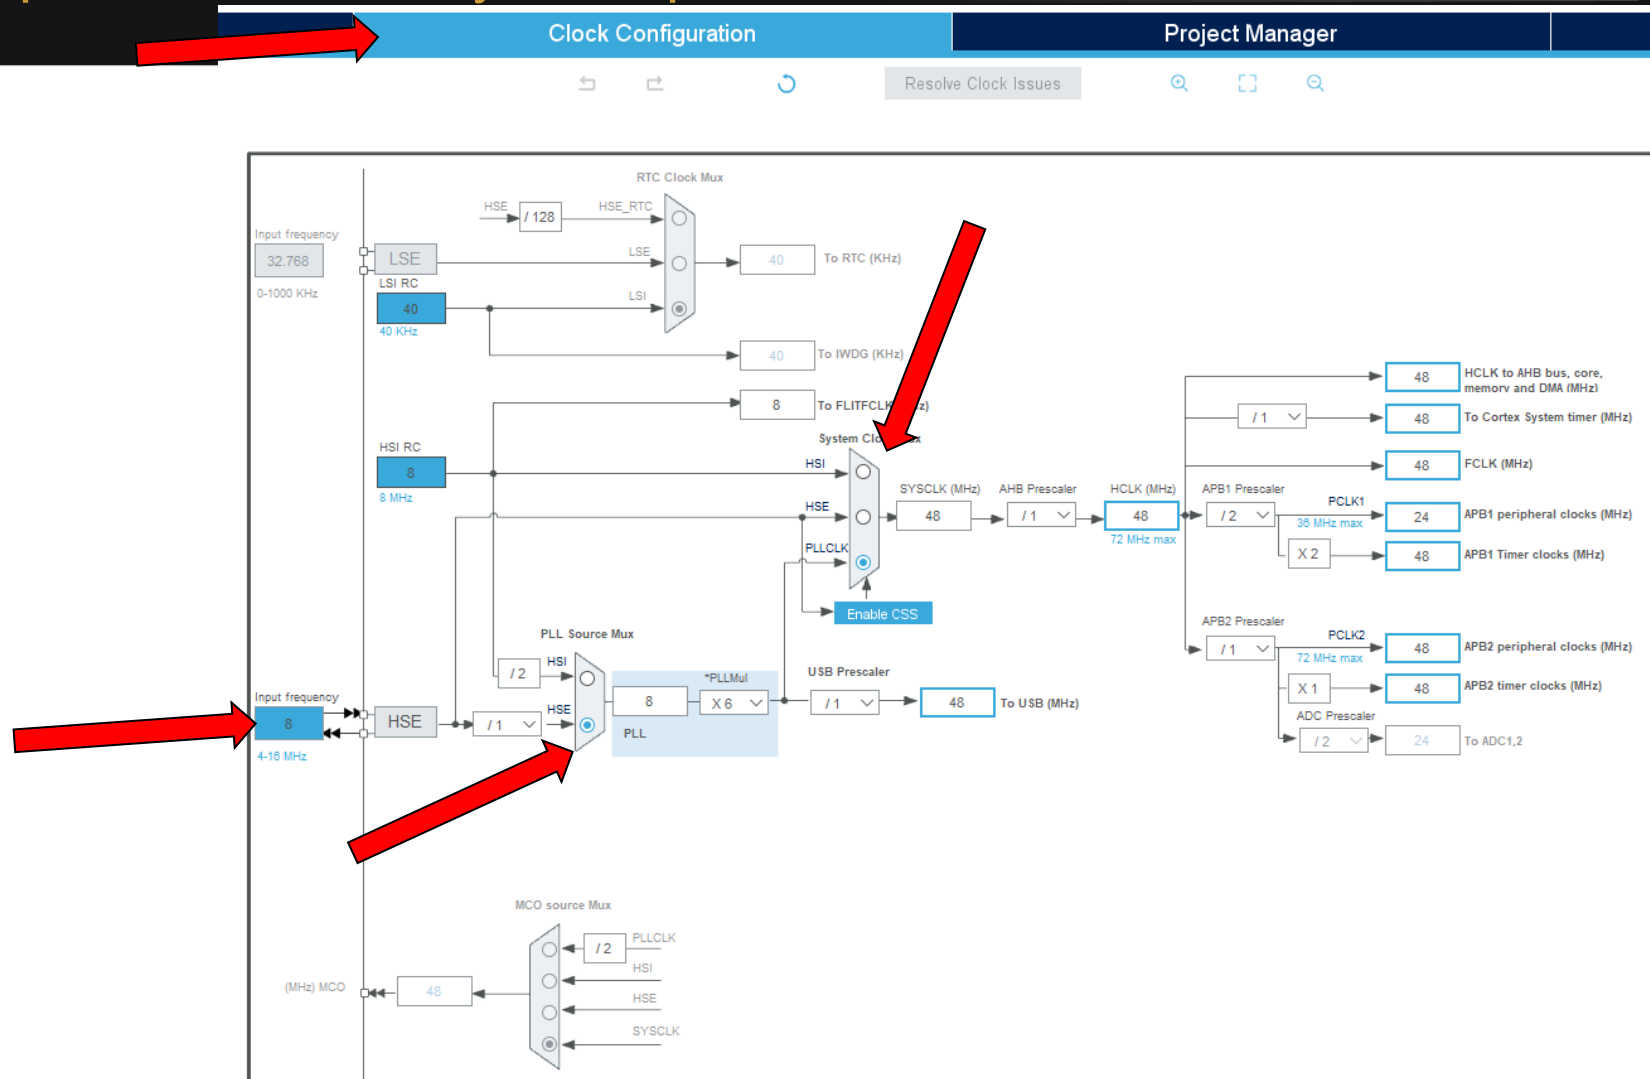 Clock Configuration
Project Manager
Resolve Clock Issues
RTC Clock Mux
HSE
/ 128
HSE_RTC
Input frequency
32.768
0-1000 KHz
LSE
LSE
40
To RTC (KHz)
LSI RC
40
40 KHz
LSI
40
To IWDG (KHz)
8
To FLITFCLK
z)
HSI RC
8
8 MHz
System Clo
ux
HSI
HSE
PLLCLK
SYSCLK (MHz)
48
AHB Prescaler
/ 1
HCLK (MHz)
48
72 MHz max
APB1 Prescaler
/ 2
PCLK1
36 MHz max
X 2
48
HCLK to AHB bus, core,
memory and DMA (MHz)
/ 1
48
To Cortex System timer (MHz)
48
FCLK (MHz)
24
APB1 peripheral clocks (MHz)
48
APB1 Timer clocks (MHz)
Enable CSS
APB2 Prescaler
/ 1
PCLK2
72 MHz max
48
APB2 peripheral clocks (MHz)
X 1
48
APB2 timer clocks (MHz)
ADC Prescaler
/ 2
24
To ADC1,2
PLL Source Mux
/ 2
HSI
HSE
Input frequency
8
4-16 MHz
HSE
/ 1
8
*PLLMul
X 6
PLL
USB Prescaler
/ 1
48
To USB (MHz)
MCO source Mux
PLLCLK
/ 2
HSI
HSE
SYSCLK
(MHz) MCO
48